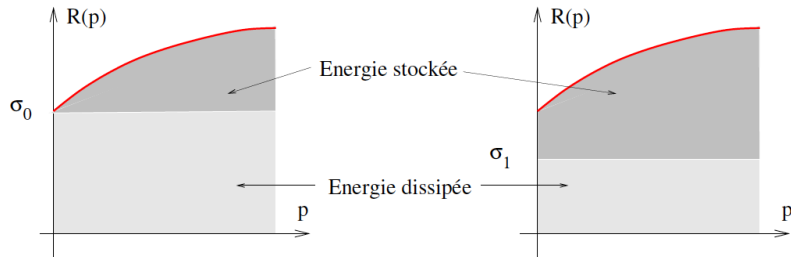 R(p)
R(p)
Energie stockée
σ0
σ1
Energie dissipée
p
p